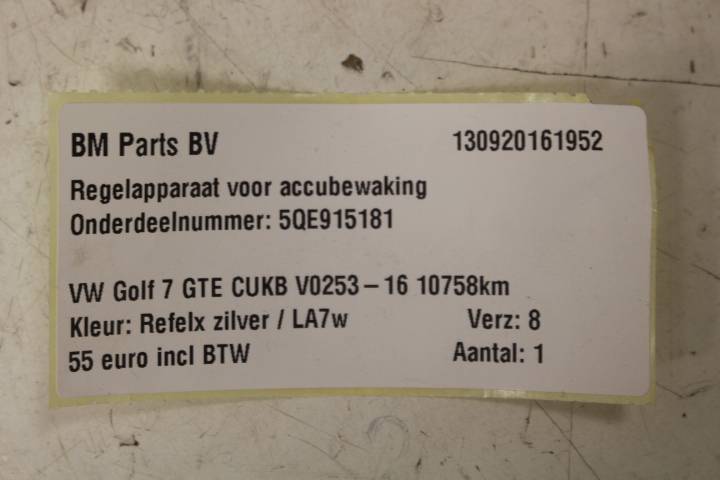 BM Parts BV 130920161952
Regelapparaat voor accubewaking
Onderdeelnummer: 5QE915181
VW Golf 7 GTE CUKB V0253-16 10758km
Kleur: Refelx zilver / LA7w Verz: 8
55 euro incl BTW Aantal: 1